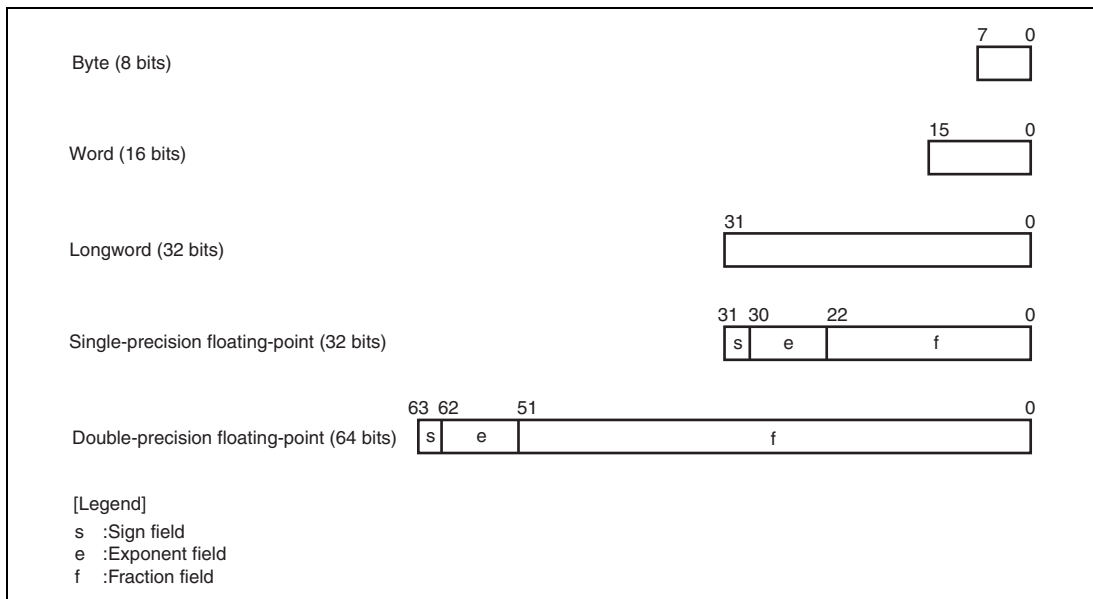 7 0
Byte (8 bits)
15 0
Word (16 bits)
31 0
Longword (32 bits)
31 30 22 0
Single-precision floating-point (32 bits) s e f
63 62 51 0
Double-precision floating-point (64 bits) s e f
[Legend]
s :Sign field
e :Exponent field
f :Fraction field